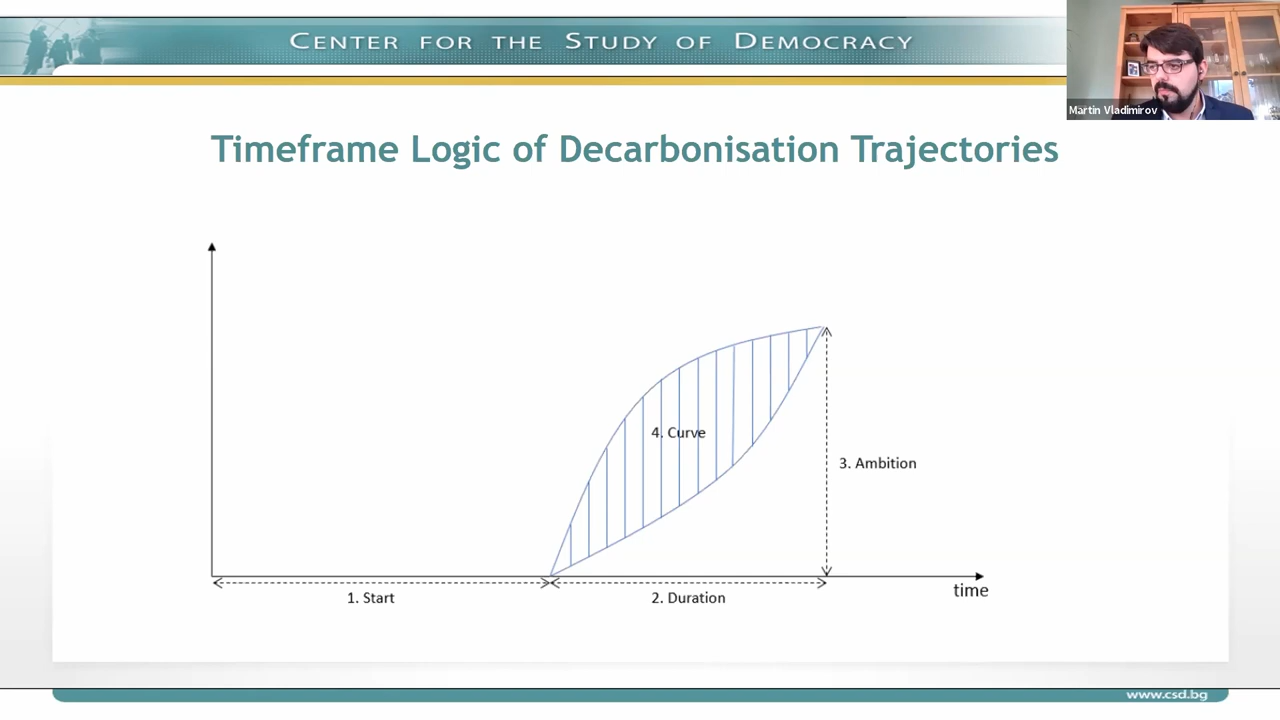 CENTER FOR THE STUDY OF DEMOCRACY
Martin Vladimirov
Timeframe Logic of Decarbonisation Trajectories
4. Curve
3. Ambition
1. Start
2. Duration
time
www.csd.bg